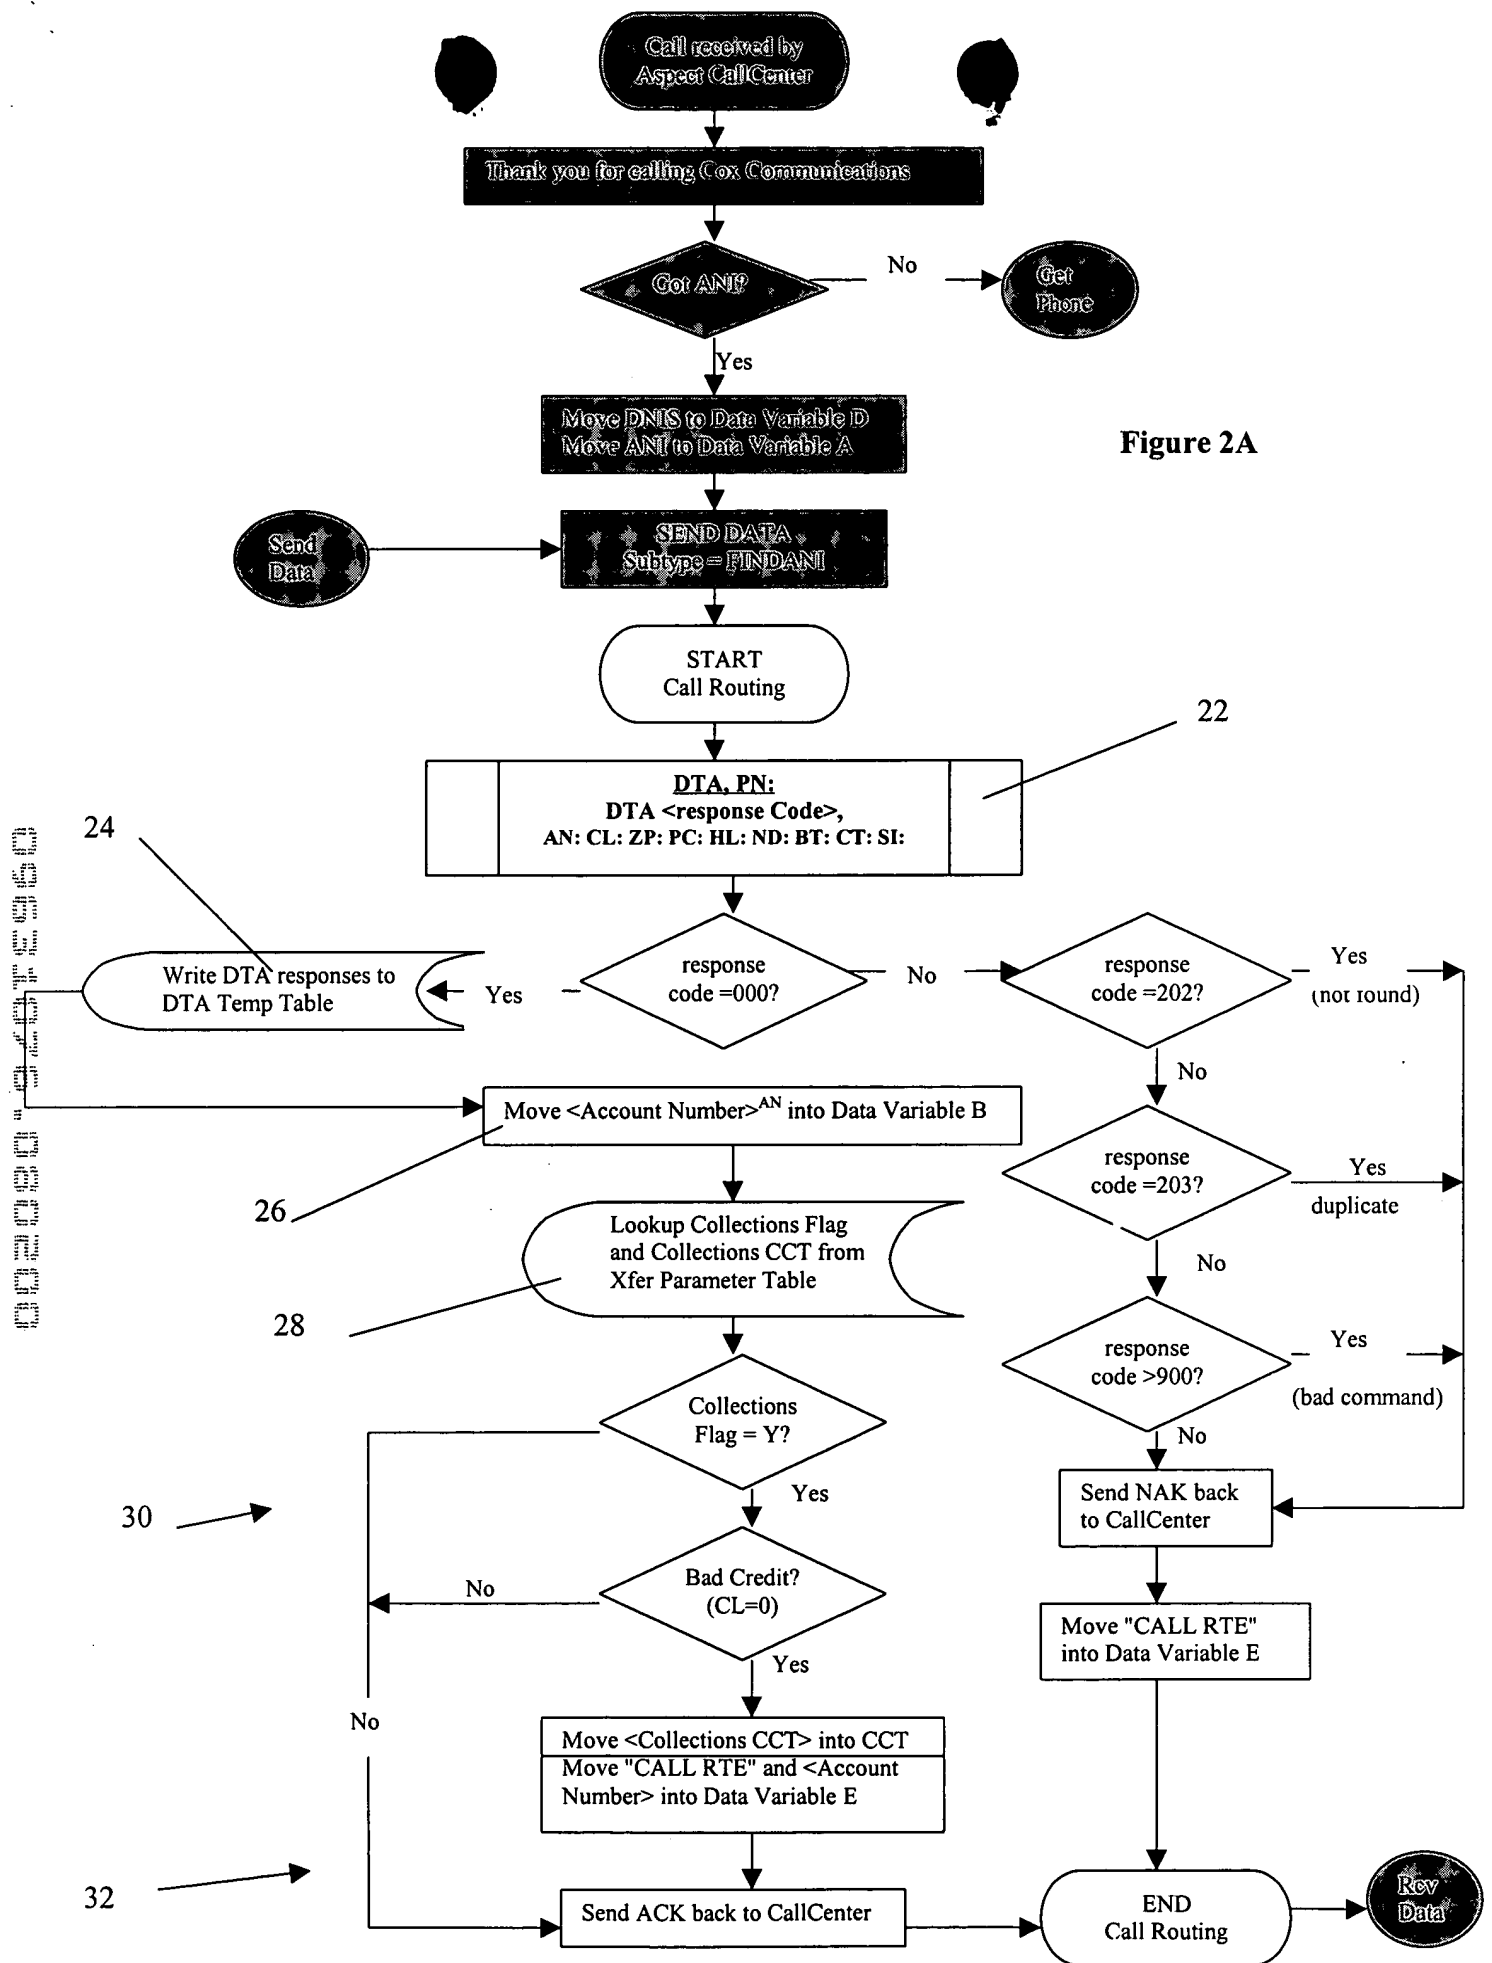 Call received by
Aspect CallCenter
Thank you for calling Cox Communications
Got ANI?
No
Get
Phone
Yes
Move DNIS to Data Variable D
Move ANI to Data Variable A
Figure 2A
Send
Data
SEND DATA
Subtype = FINDANI
START
Call Routing
22
DTA, PN:
DTA <response Code>,
AN: CL: ZP: PC: HL: ND: BT: CT: SI:
24
Write DTA responses to
DTA Temp Table
Yes
response
code =000?
No
response
code =202?
Yes
(not found)
No
Move <Account Number>ᴬᴺ into Data Variable B
26
response
code =203?
Yes
duplicate
No
Lookup Collections Flag
and Collections CCT from
Xfer Parameter Table
28
response
code >900?
Yes
(bad command)
No
Collections
Flag = Y?
Yes
30
Send NAK back
to CallCenter
Bad Credit?
(CL=0)
No
Yes
Move "CALL RTE"
into Data Variable E
No
Move <Collections CCT> into CCT
Move "CALL RTE" and <Account
Number> into Data Variable E
32
Send ACK back to CallCenter
END
Call Routing
Rcv
Data
09631076.080200